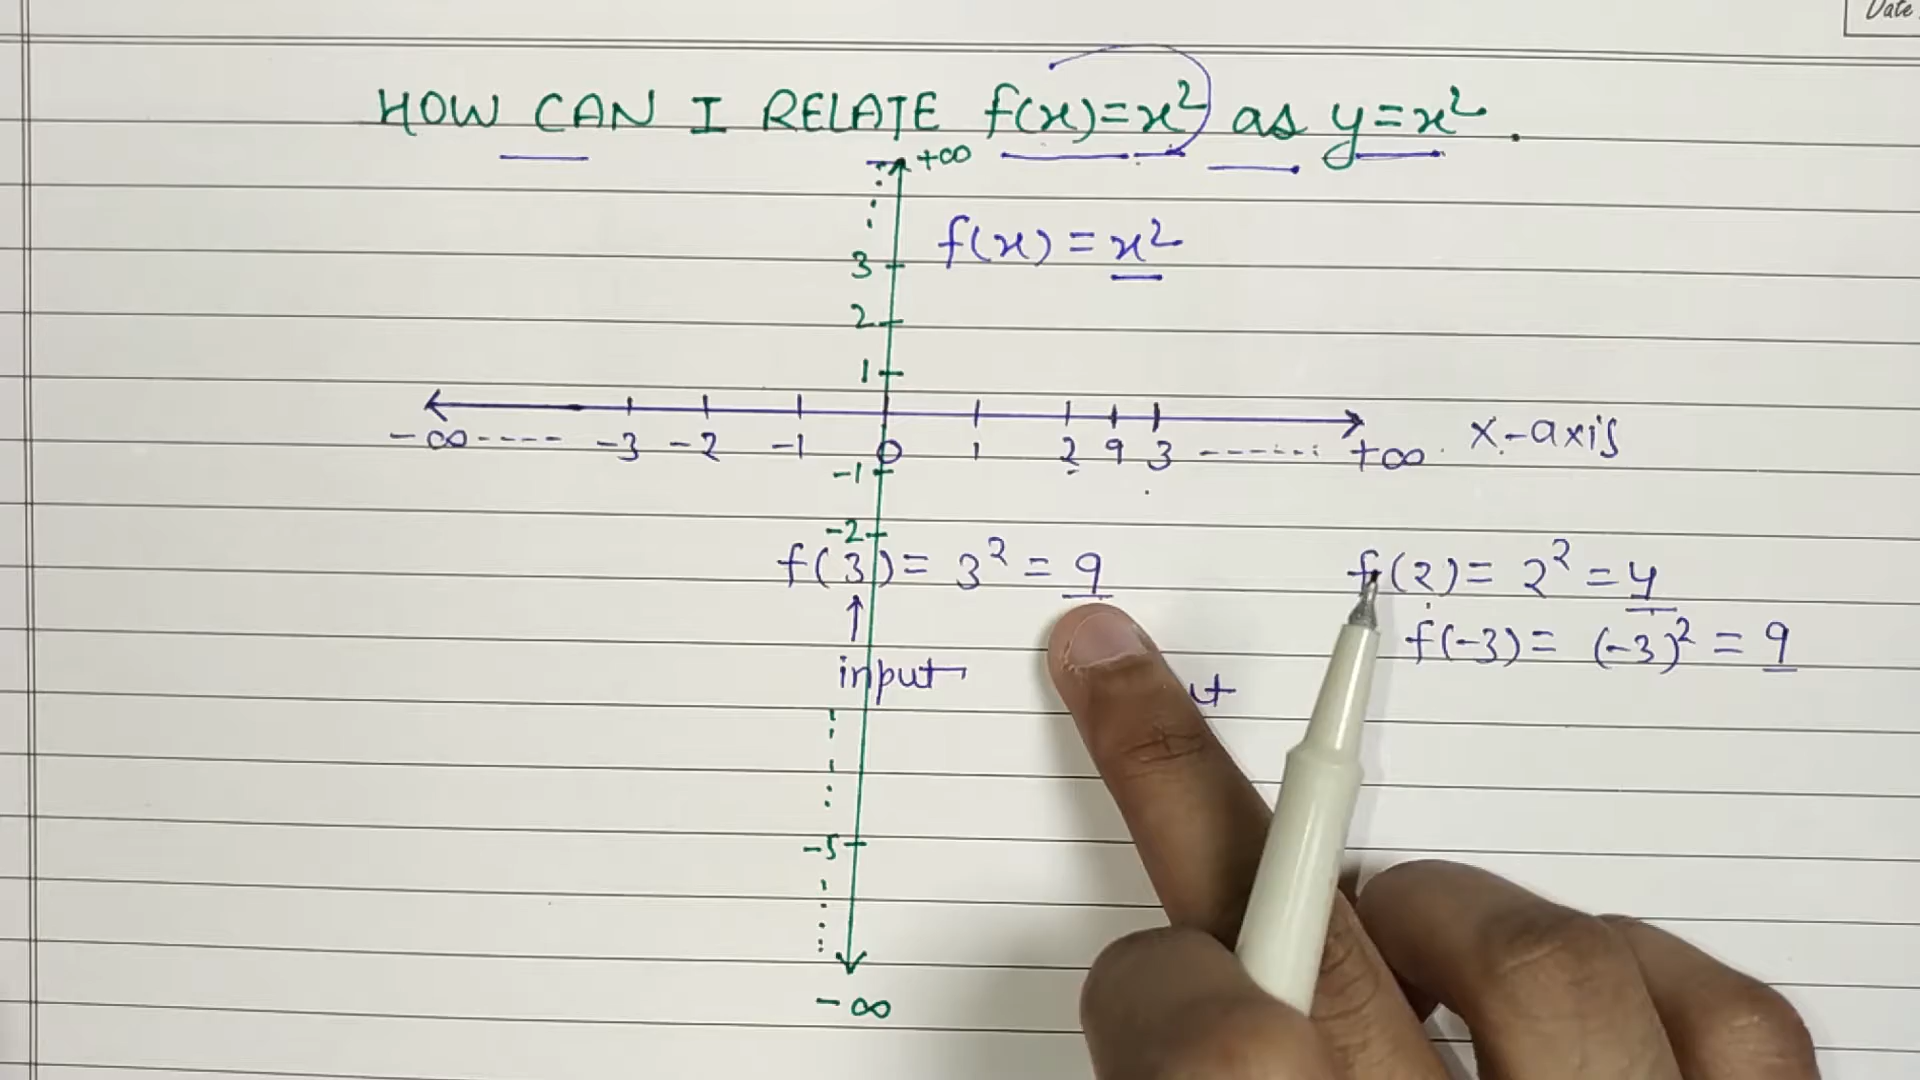 Date
HOW CAN I RELATE f(x)=x² as y=x².
+∞
f(x) = x²
3
2
1
-∞---- -3 -2 -1 0 1 2 9 3 ------ +∞ x-axis
-1
-2
f(3) = 3² = 9 f(2) = 2² = 4
f(-3) = (-3)² = 9
input
-5
-∞